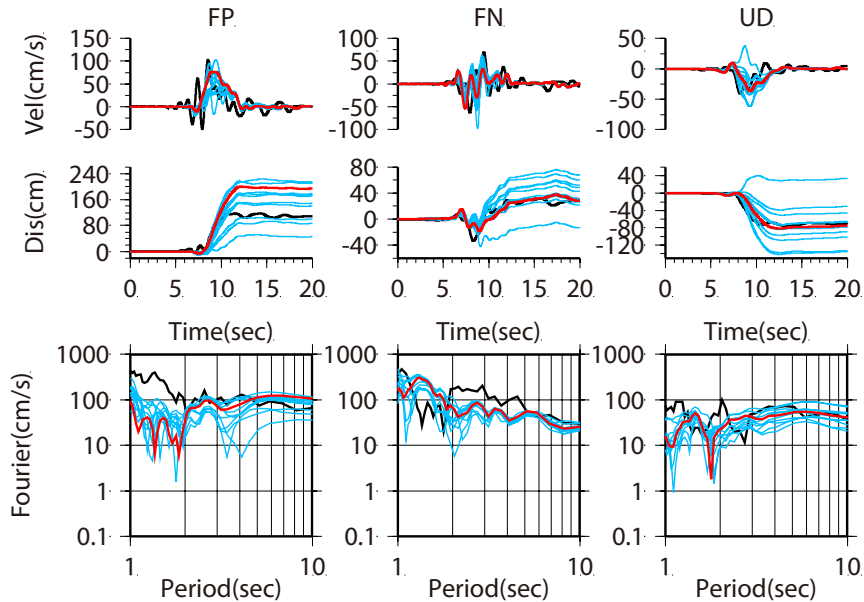 FP FN UD
Vel(cm/s)
150. 100. 50. 0. -50.
100. 50. 0. -50. -100.
50. 0. -50. -100.
Dis(cm)
240. 160. 80. 0.
80. 40. 0. -40. -60.
40. 0. -40. -80. -120.
0. 5. 10. 15. 20.
0. 5. 10. 15. 20.
0. 5. 10. 15. 20.
Time(sec). Time(sec). Time(sec).
Fourier(cm/s)
1000. 100. 10. 1. 0.1.
1000. 100. 10. 1. 0.1.
1000. 100. 10. 1. 0.1.
1. 10.
1. 10.
1. 10.
Period(sec) Period(sec) Period(sec)